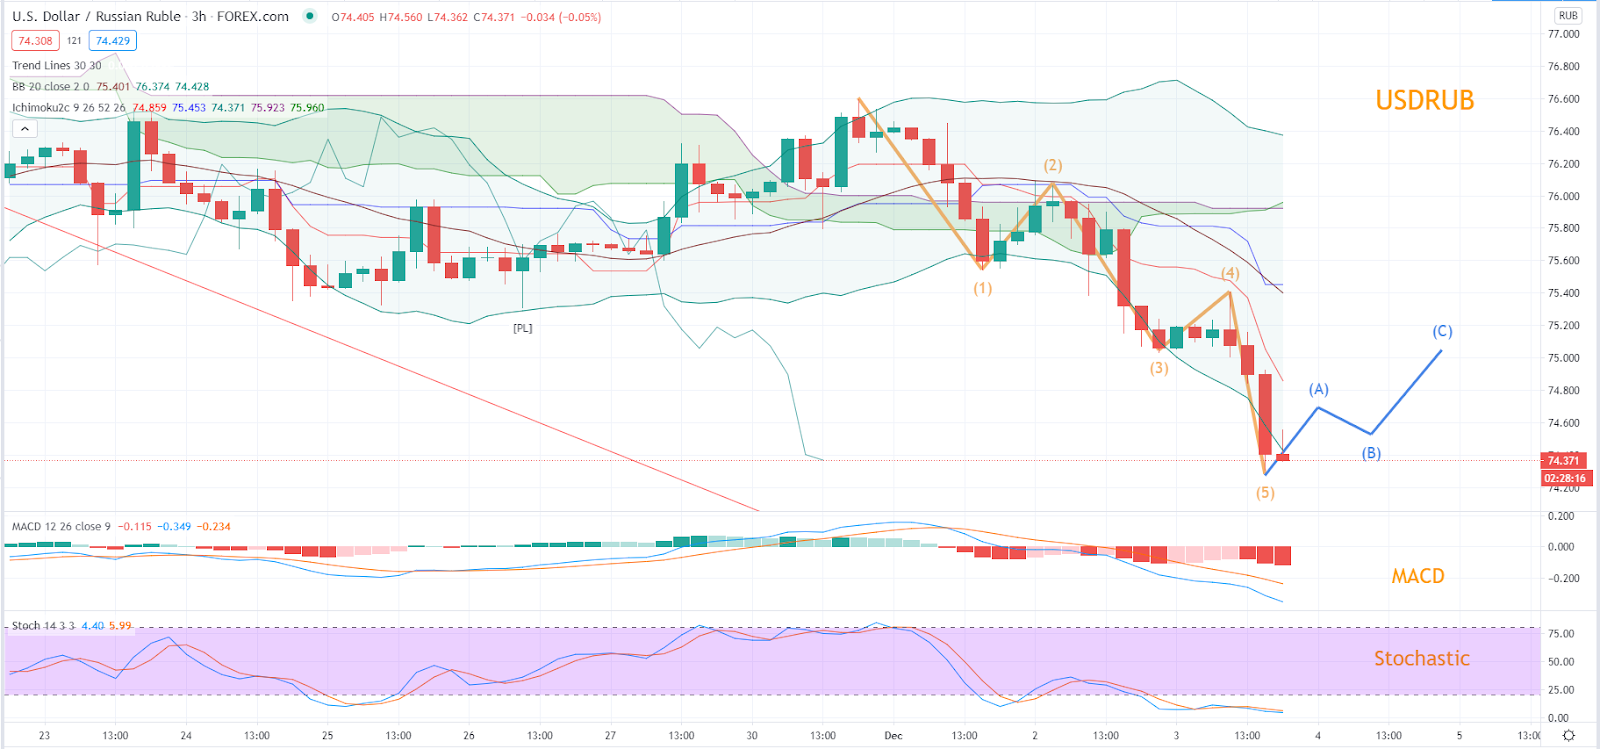 U.S. Dollar / Russian Ruble · 3h · FOREX.com O74.405 H74.560 L74.362 C74.371 −0.034 (−0.05%)
RUB
74.308 121 74.429
Trend Lines 30 30
BB 20 close 2 0 75.401 76.374 74.428
Ichimoku2c 9 26 52 26 74.859 75.453 74.371 75.923 75.960
USDRUB
77.000
76.800
76.600
76.400
76.200
76.000
75.800
75.600
75.400
75.200
75.000
74.800
74.600
74.371
02:28:16
74.200
(1)
(2)
(3)
(4)
(5)
(A)
(B)
(C)
[PL]
MACD 12 26 close 9 −0.115 −0.349 −0.234
MACD
0.200
0.000
−0.200
Stoch 14 3 3 4.40 5.99
Stochastic
75.00
50.00
25.00
0.00
23 13:00 24 13:00 25 13:00 26 13:00 27 13:00 30 13:00 Dec 13:00 2 13:00 3 13:00 4 13:00 5